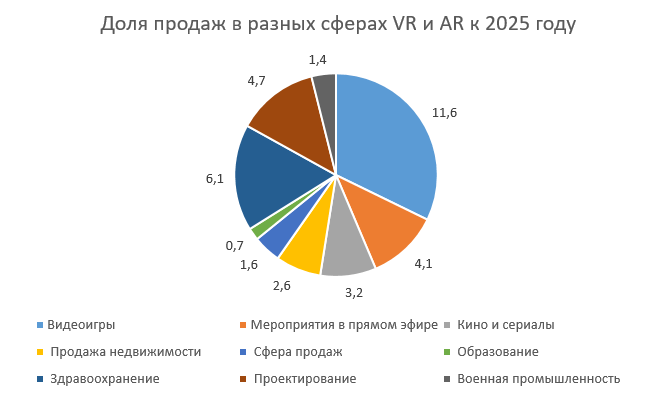 Доля продаж в разных сферах VR и AR к 2025 году
1,4
4,7
11,6
6,1
0,7
1,6
4,1
2,6
3,2
Видеоигры
Мероприятия в прямом эфире
Кино и сериалы
Продажа недвижимости
Сфера продаж
Образование
Здравоохранение
Проектирование
Военная промышленность